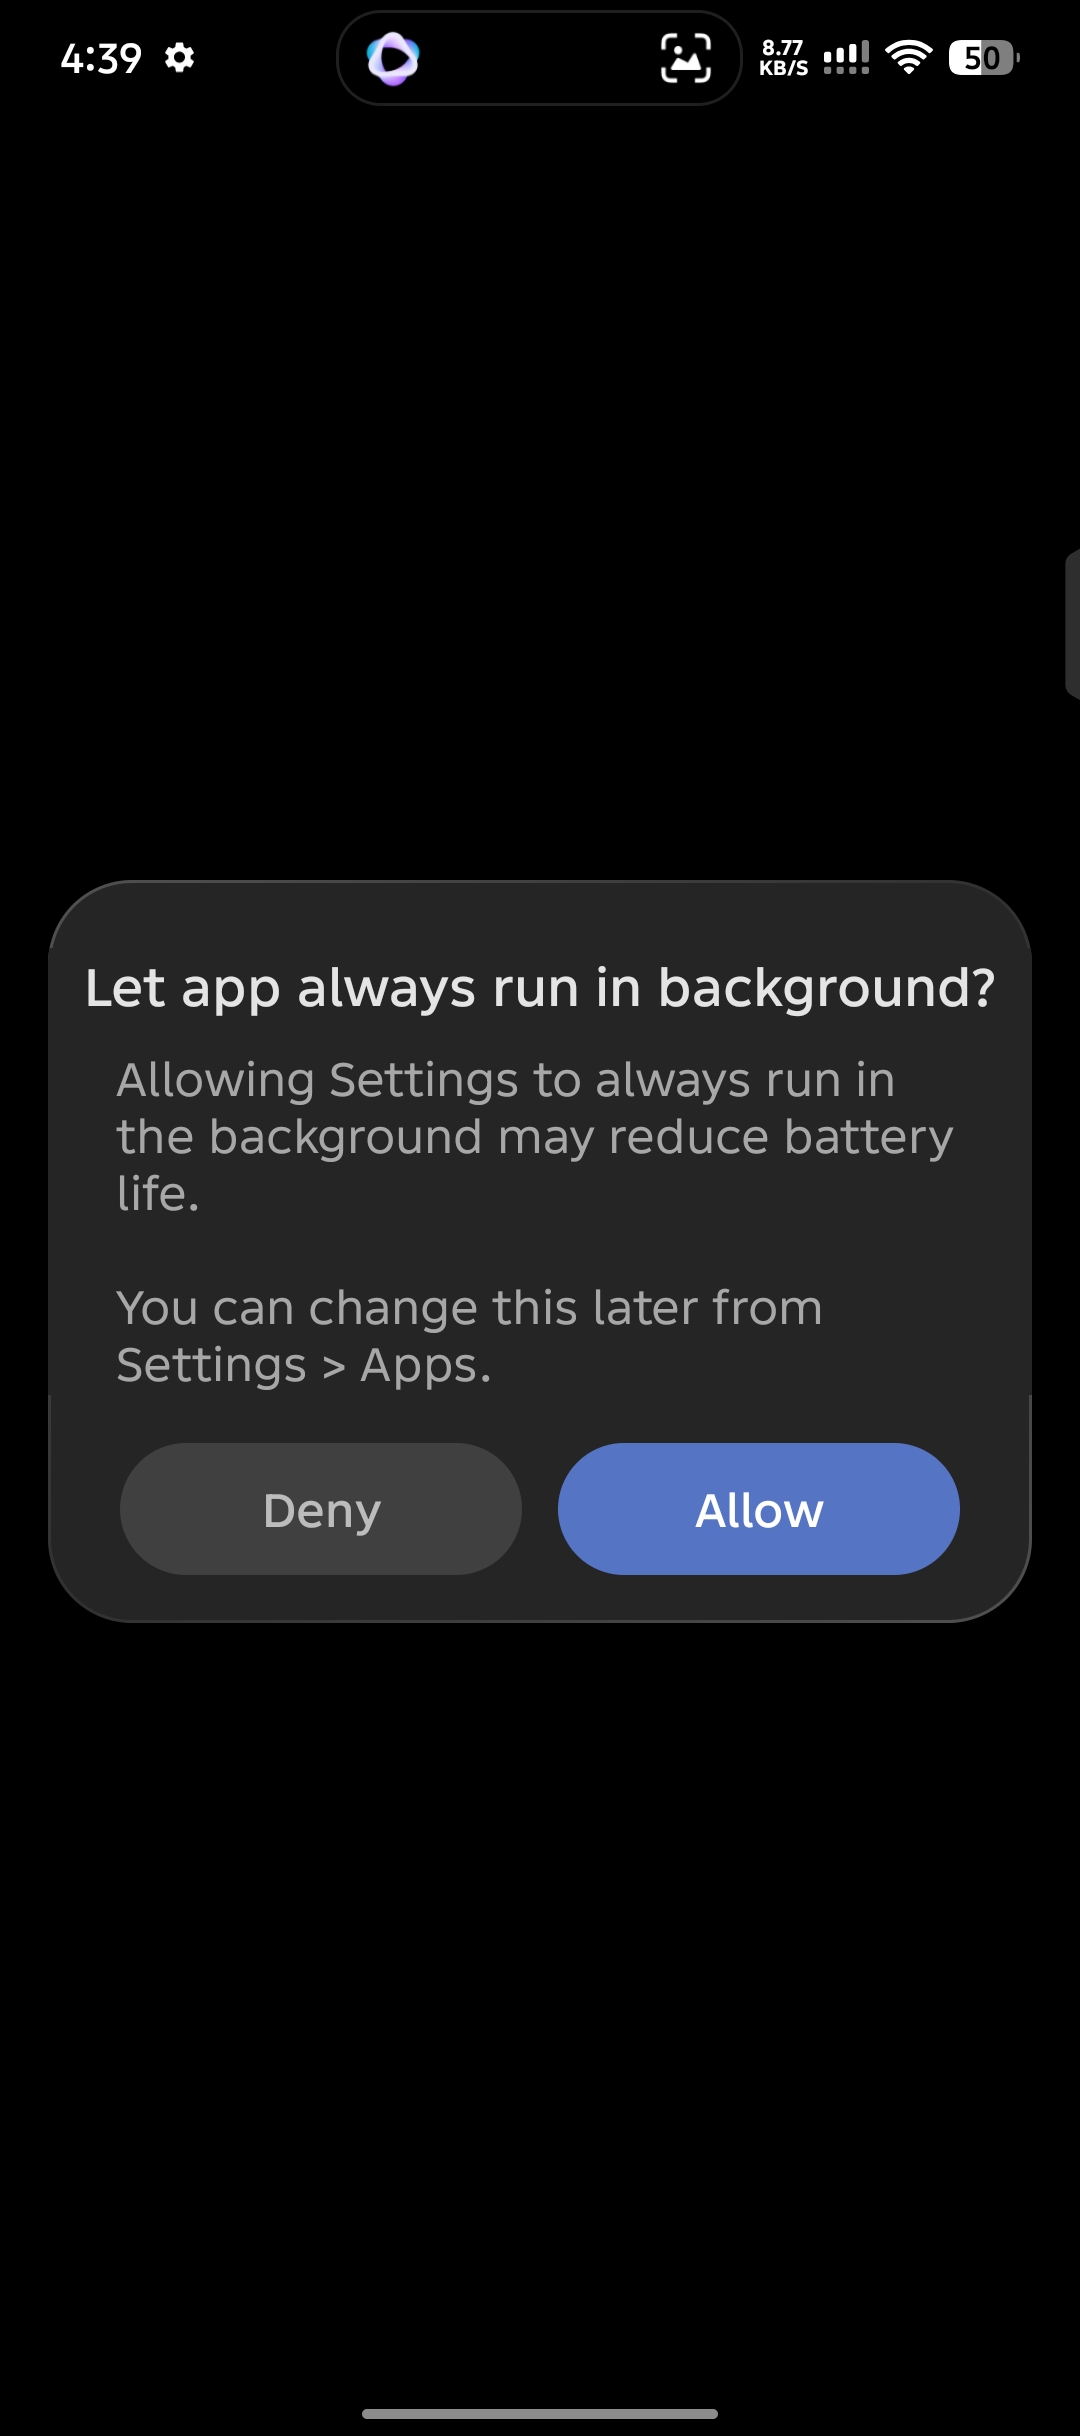 4:39
8.77
KB/S
50
Let app always run in background?
Allowing Settings to always run in
the background may reduce battery
life.
You can change this later from
Settings > Apps.
Deny
Allow